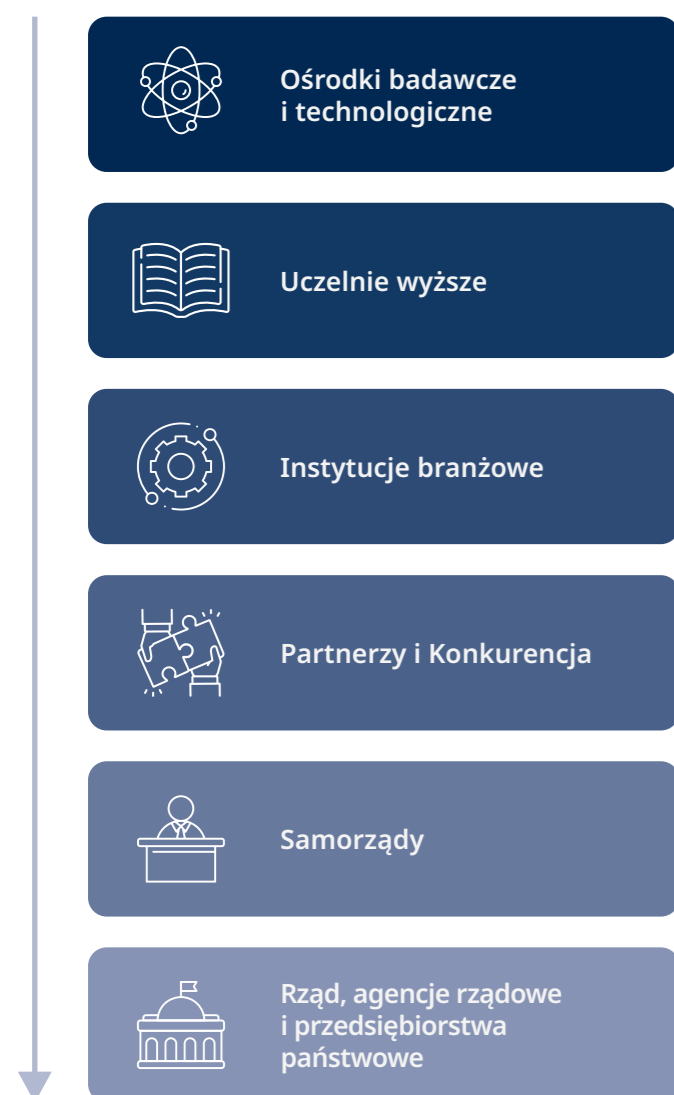 Ośrodki badawcze
i technologiczne
Uczelnie wyższe
Instytucje branżowe
Partnerzy i Konkurencja
Samorządy
Rząd, agencje rządowe
i przedsiębiorstwa
państwowe